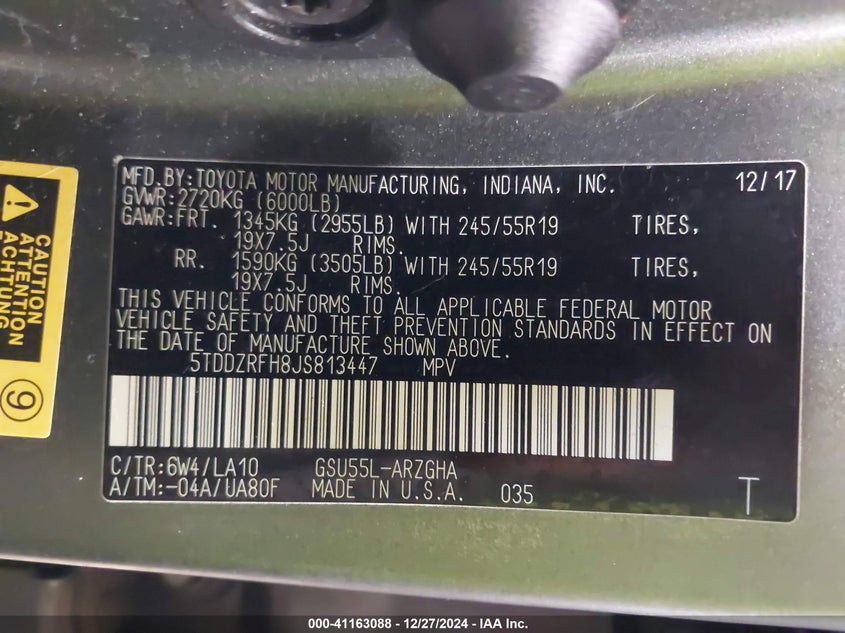 MFD.BY:TOYOTA MOTOR MANUFACTURING, INDIANA, INC. 12/17
GVWR:2720KG (6000LB)
GAWR:FRT. 1345KG (2955LB) WITH 245/55R19 TIRES,
19X7.5J RIMS.
RR. 1590KG (3505LB) WITH 245/55R19 TIRES,
19X7.5J RIMS.
THIS VEHICLE CONFORMS TO ALL APPLICABLE FEDERAL MOTOR
VEHICLE SAFETY AND THEFT PREVENTION STANDARDS IN EFFECT ON
THE DATE OF MANUFACTURE SHOWN ABOVE.
5TDDZRFH8JS813447 MPV
C/TR:6W4/LA10 GSU55L-ARZGHA
A/TM:-04A/UA80F MADE IN U.S.A. 035 T
CAUTION
ATTENTION
ACHTUNG
9
000-41163088 - 12/27/2024 - IAA Inc.